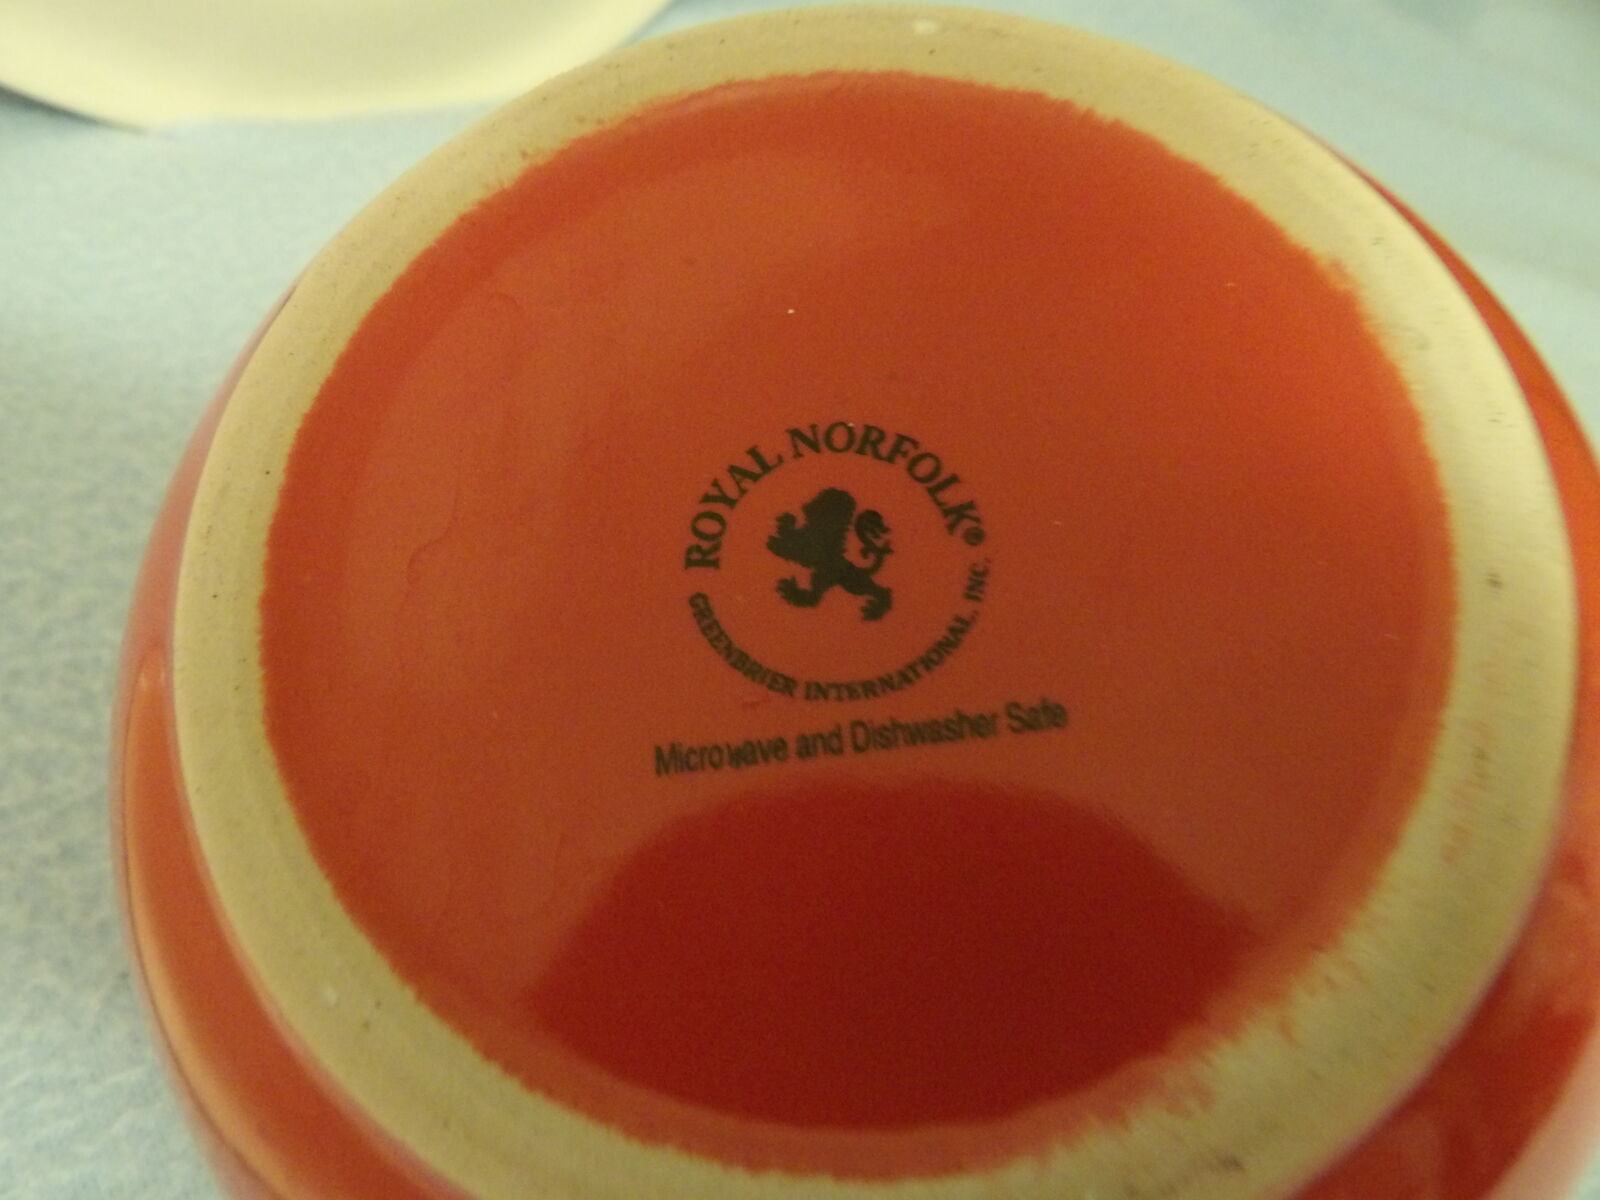 ROYAL NORFOLK®
GREENBRIER INTERNATIONAL, INC.
Microwave and Dishwasher Safe